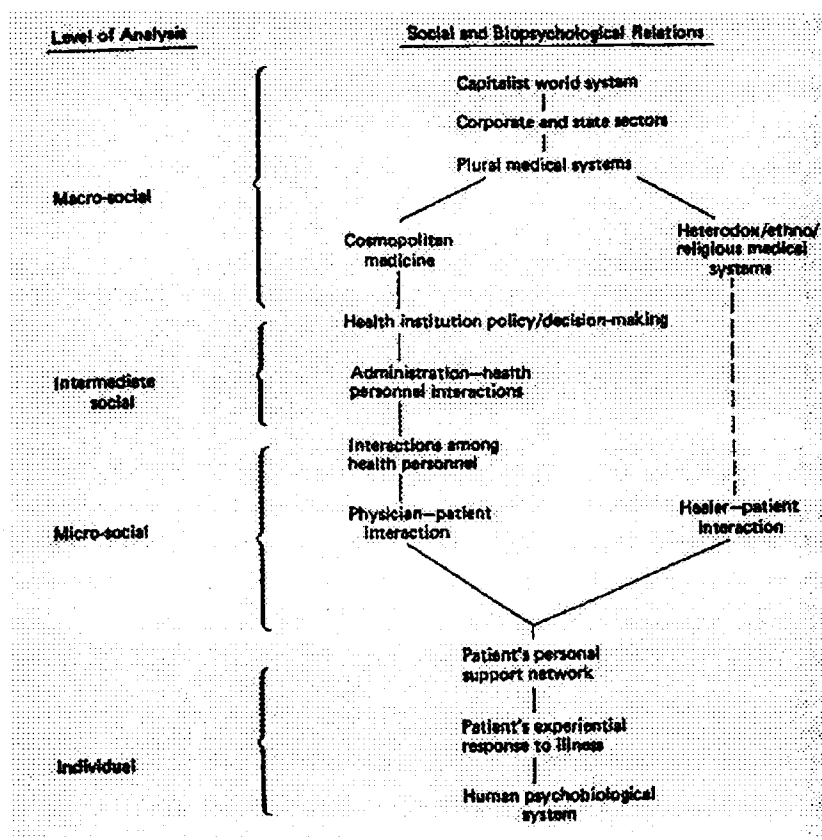 Level of Analysis
Social and Biopsychological Relations
Capitalist world system
Corporate and state sectors
Plural medical systems
Macro-social
Cosmopolitan
medicine
Heterodox/ethno/
religious medical
systems
Health institution policy/decision-making
Intermediate
social
Administration—health
personnel interactions
Interactions among
health personnel
Micro-social
Physician—patient
interaction
Healer—patient
interaction
Patient's personal
support network
Patient's experiential
response to illness
Individual
Human psychobiological
system